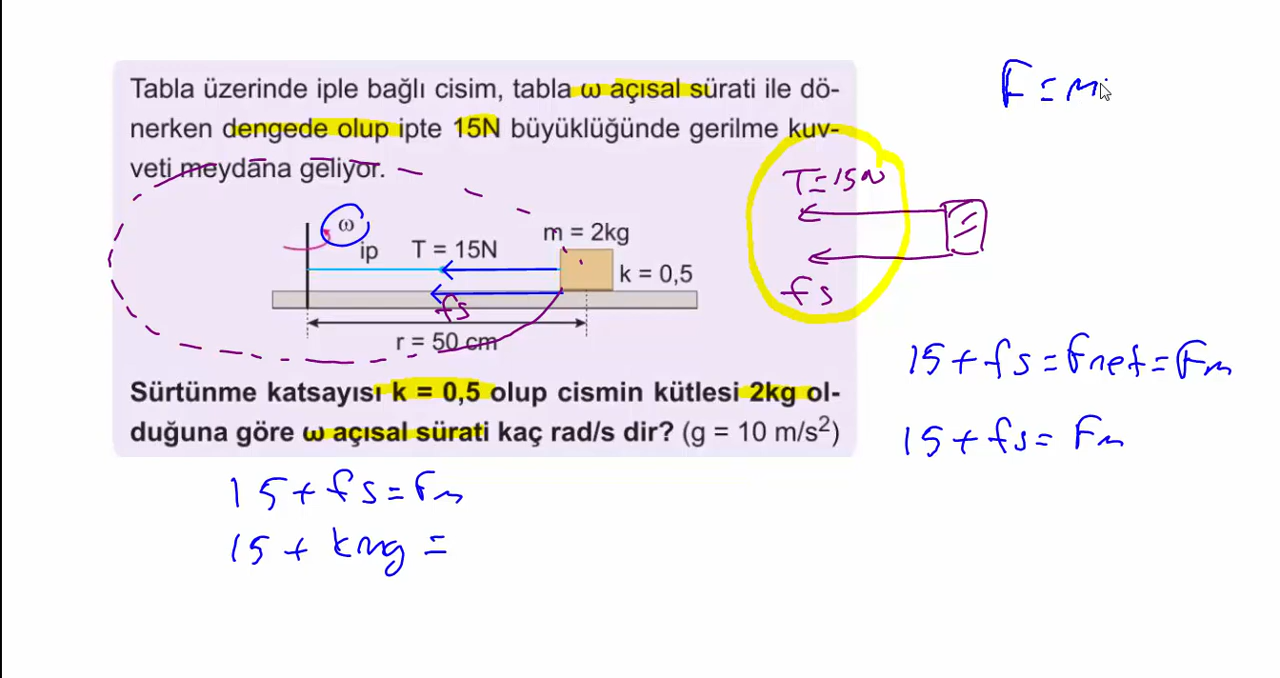 Tabla üzerinde iple bağlı cisim, tabla ω açısal sürati ile dö-
nerken dengede olup ipte 15N büyüklüğünde gerilme kuv-
veti meydana geliyor.
F = m
T = 15N
fs
ω
ip
T = 15N
m = 2kg
k = 0,5
fs
r = 50 cm
15 + fs = Fnet = Fm
15 + fs = Fm
Sürtünme katsayısı k = 0,5 olup cismin kütlesi 2kg ol-
duğuna göre ω açısal sürati kaç rad/s dir? (g = 10 m/s²)
15 + fs = Fm
15 + kmg =